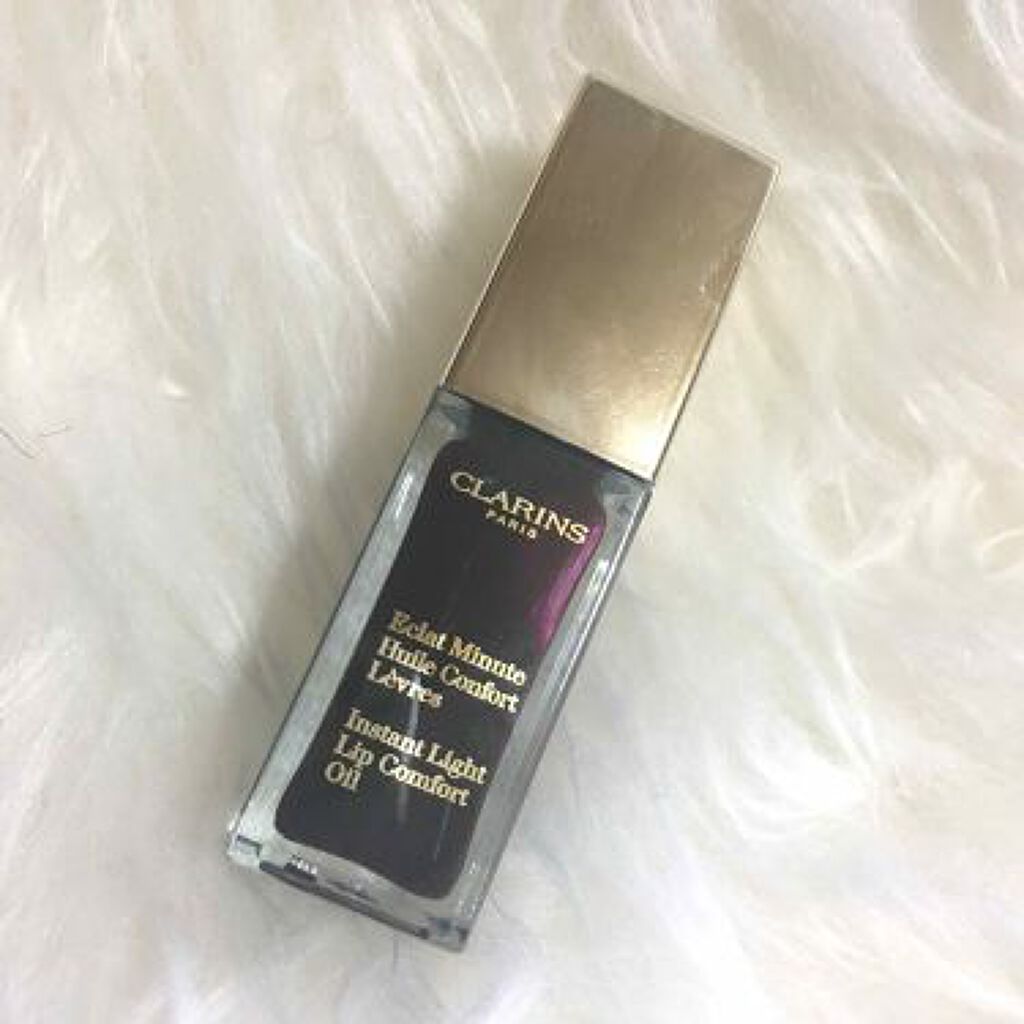 CLARINS
PARIS
Eclat Minute
Huile Confort
Lèvres
Instant Light
Lip Comfort
Oil